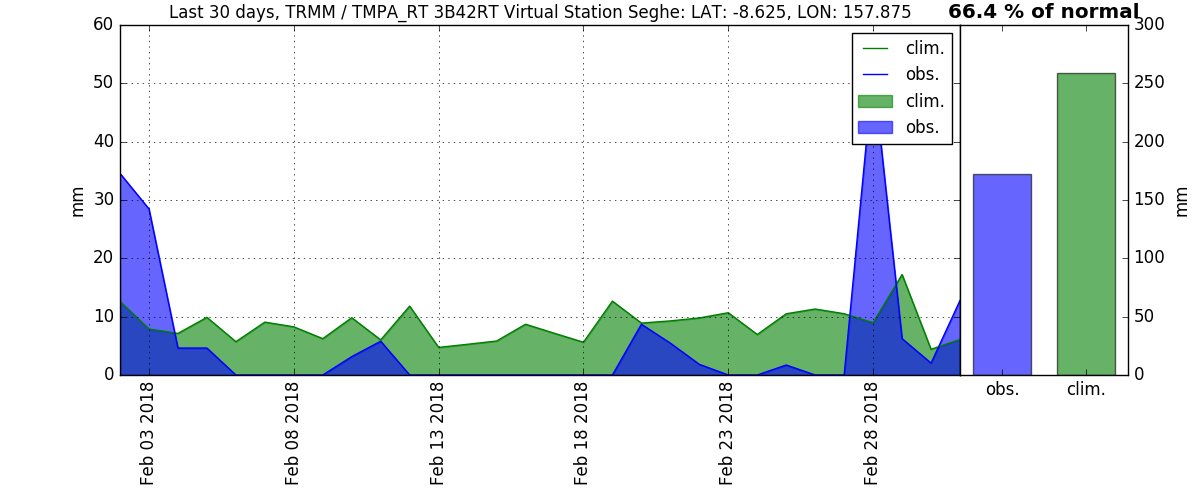 Last 30 days, TRMM / TMPA_RT 3B42RT Virtual Station Seghe: LAT: -8.625, LON: 157.875
66.4 % of normal
60
50
40
30
20
10
0
mm
clim.
obs.
clim.
obs.
Feb 03 2018
Feb 08 2018
Feb 13 2018
Feb 18 2018
Feb 23 2018
Feb 28 2018
300
250
200
150
100
50
0
mm
obs.
clim.